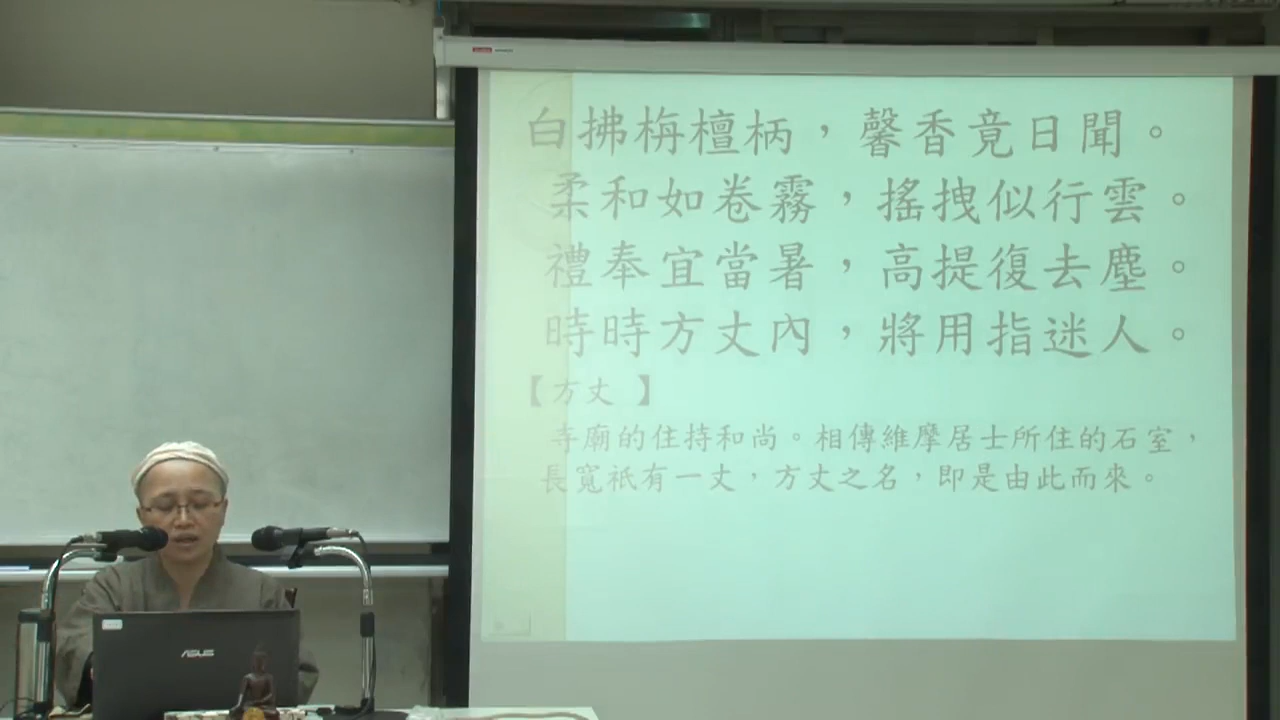 白拂栴檀柄，馨香竟日聞。
柔和如卷霧，搖拽似行雲。
禮奉宜當暑，高提復去塵。
時時方丈內，將用指迷人。
【方丈 】
寺廟的住持和尚。相傳維摩居士所住的石室，
長寬祇有一丈，方丈之名，即是由此而來。
ASUS